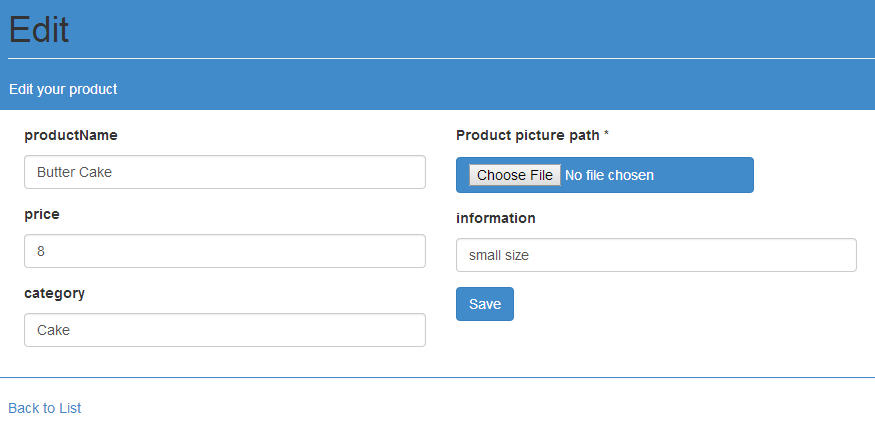 Edit
Edit your product
productName
Butter Cake
price
8
category
Cake
Product picture path *
Choose File No file chosen
information
small size
Save
Back to List